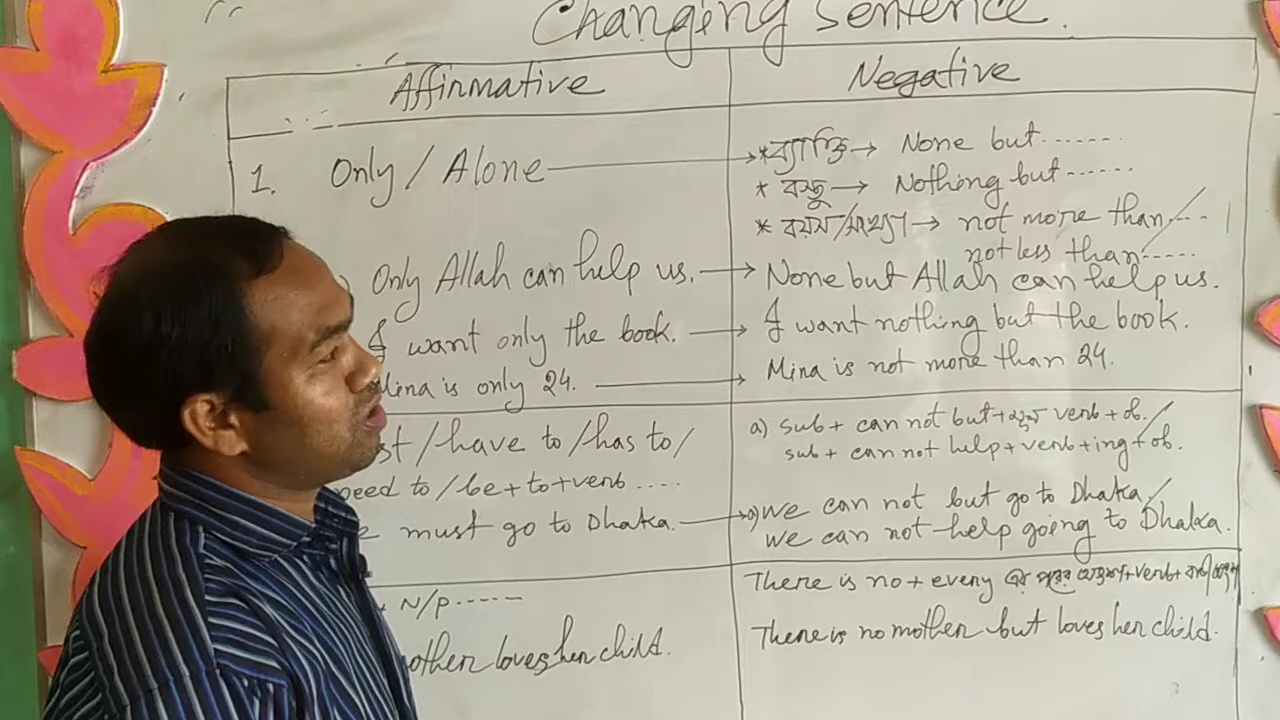 Changing Sentence.
Affirmative
Negative
1. Only / Alone
* ব্যাক্তি → None but ......
* বস্তু → Nothing but ......
* বয়স/সংখ্যা → not more than/...
not less than .....
Only Allah can help us. → None but Allah can help us.
I want only the book. → I want nothing but the book.
Mina is only 24. → Mina is not more than 24.
st / have to / has to /
need to / be + to + verb ....
a) sub + can not but + মূল verb + ob. /
sub + can not help + verb + ing + ob.
must go to Dhaka. → a) We can not but go to Dhaka /
We can not help going to Dhaka.
N/P .....
There is no + every এর পরের + verb +
other loves her child.
There is no mother but loves her child.